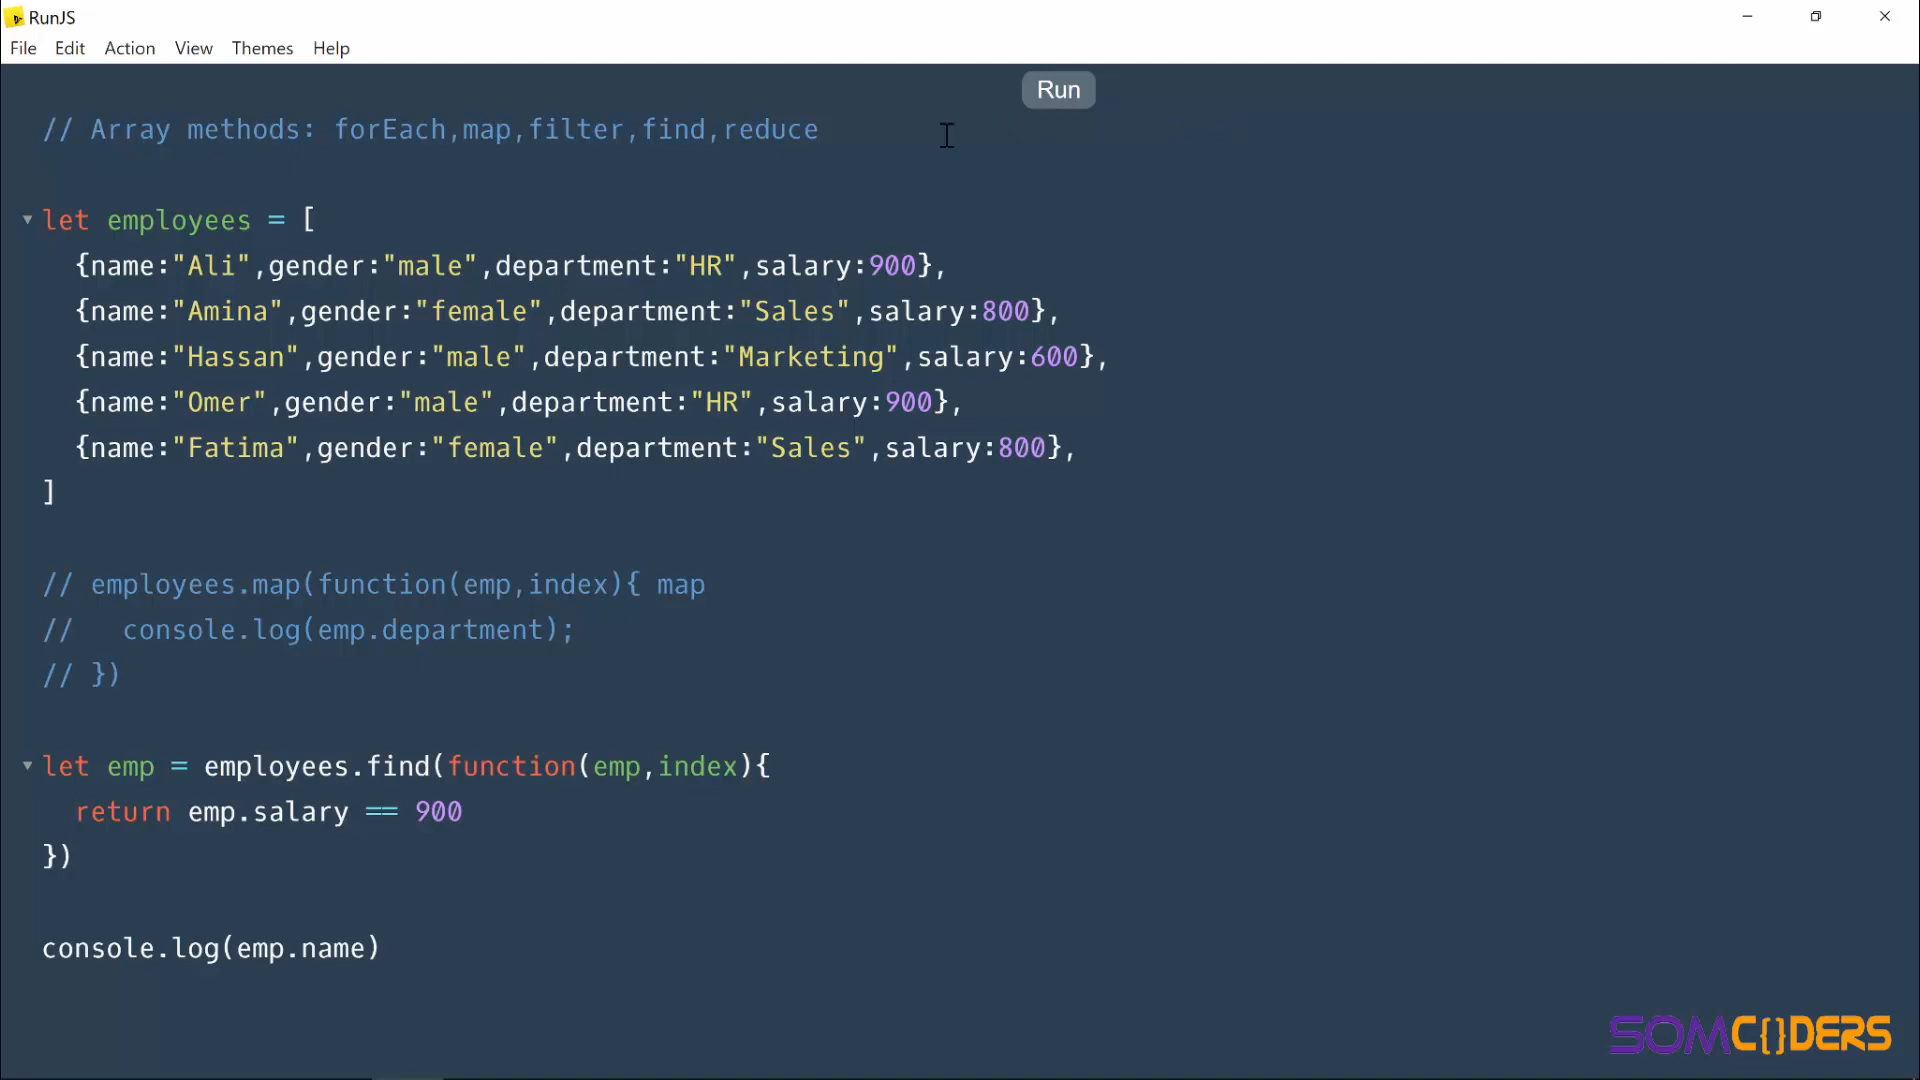 RunJS
File Edit Action View Themes Help
Run
// Array methods: forEach,map,filter,find,reduce
let employees = [
  {name:"Ali",gender:"male",department:"HR",salary:900},
  {name:"Amina",gender:"female",department:"Sales",salary:800},
  {name:"Hassan",gender:"male",department:"Marketing",salary:600},
  {name:"Omer",gender:"male",department:"HR",salary:900},
  {name:"Fatima",gender:"female",department:"Sales",salary:800},
]
// employees.map(function(emp,index){ map
//   console.log(emp.department);
// })
let emp = employees.find(function(emp,index){
  return emp.salary == 900
})
console.log(emp.name)
SOMC{}DERS